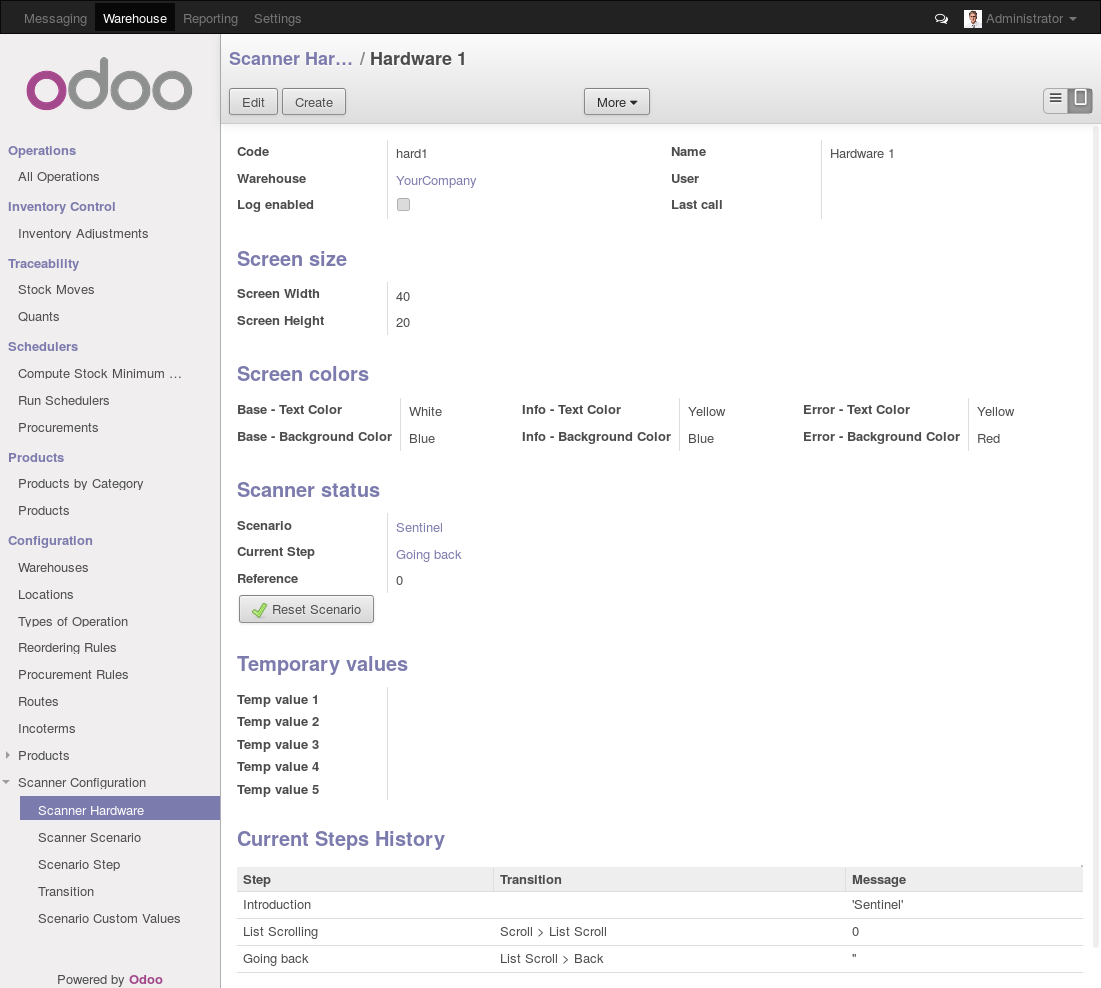 Messaging Warehouse Reporting Settings Administrator
odoo
Operations
All Operations
Inventory Control
Inventory Adjustments
Traceability
Stock Moves
Quants
Schedulers
Compute Stock Minimum …
Run Schedulers
Procurements
Products
Products by Category
Products
Configuration
Warehouses
Locations
Types of Operation
Reordering Rules
Procurement Rules
Routes
Incoterms
Products
Scanner Configuration
Scanner Hardware
Scanner Scenario
Scenario Step
Transition
Scenario Custom Values
Powered by Odoo
Scanner Har… / Hardware 1
Edit Create More
Code hard1 Name Hardware 1
Warehouse YourCompany User
Log enabled Last call
Screen size
Screen Width 40
Screen Height 20
Screen colors
Base - Text Color White Info - Text Color Yellow Error - Text Color Yellow
Base - Background Color Blue Info - Background Color Blue Error - Background Color Red
Scanner status
Scenario Sentinel
Current Step Going back
Reference 0
Reset Scenario
Temporary values
Temp value 1
Temp value 2
Temp value 3
Temp value 4
Temp value 5
Current Steps History
Step Transition Message
Introduction 'Sentinel'
List Scrolling Scroll > List Scroll 0
Going back List Scroll > Back ''